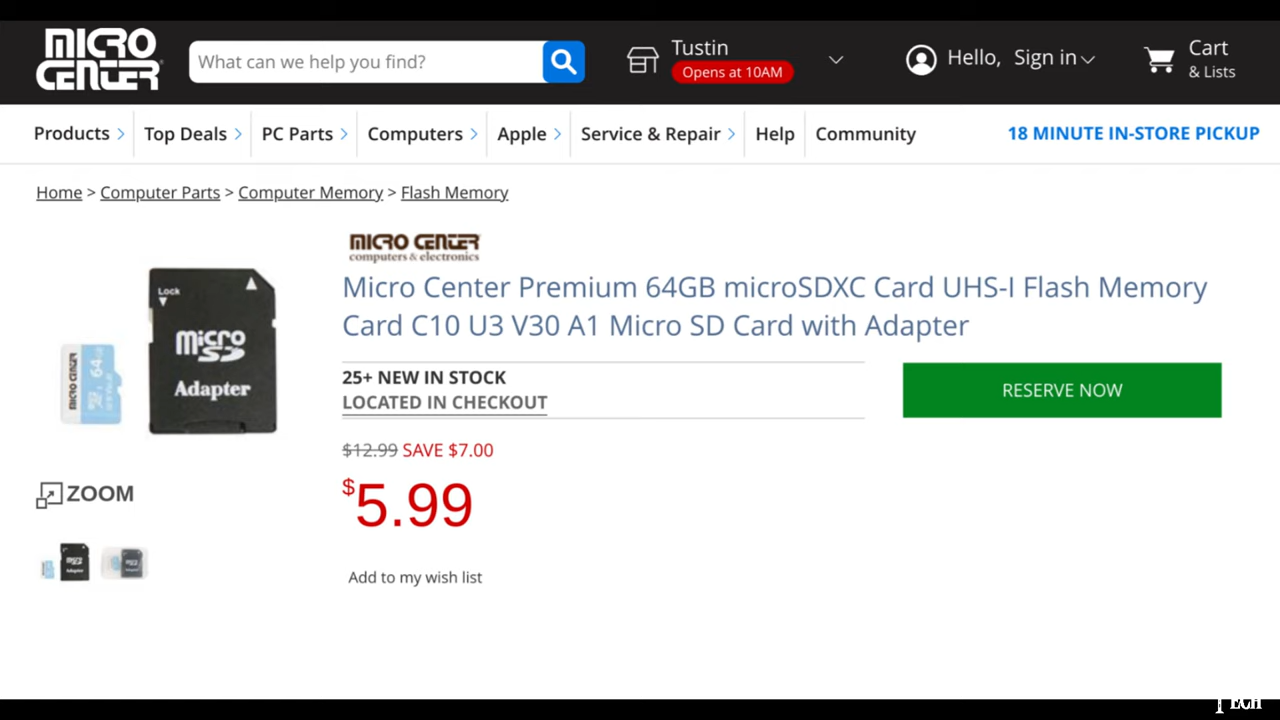 MICRO CENTER
What can we help you find?
Tustin
Opens at 10AM
Hello, Sign in
Cart
& Lists
Products
Top Deals
PC Parts
Computers
Apple
Service & Repair
Help
Community
18 MINUTE IN-STORE PICKUP
Home > Computer Parts > Computer Memory > Flash Memory
MICRO CENTER
computers & electronics
Micro Center Premium 64GB microSDXC Card UHS-I Flash Memory
Card C10 U3 V30 A1 Micro SD Card with Adapter
Lock
Micro
SD
Adapter
MICRO CENTER
64
25+ NEW IN STOCK
LOCATED IN CHECKOUT
RESERVE NOW
$12.99 SAVE $7.00
$5.99
ZOOM
Add to my wish list